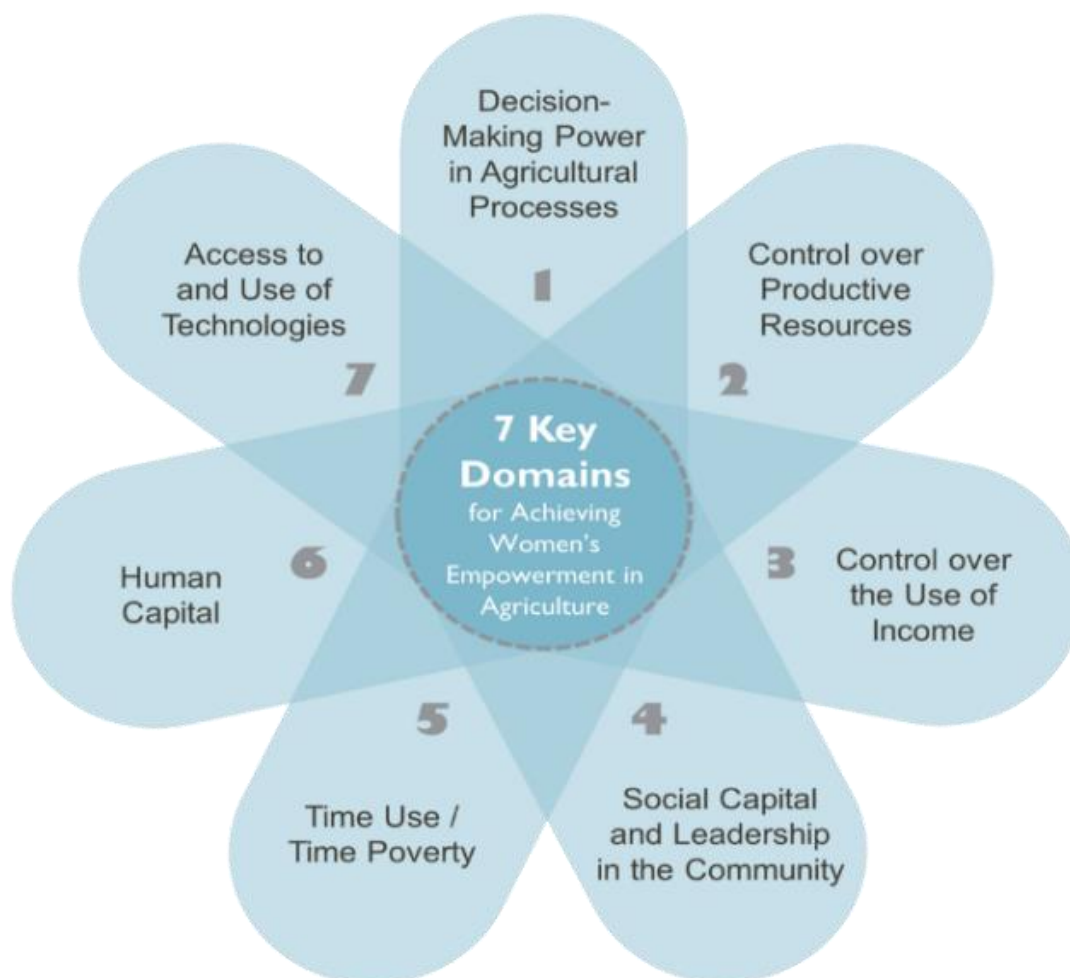 Decision-
Making Power
in Agricultural
Processes
1
Control over
Productive
Resources
2
Control over
the Use of
Income
3
Social Capital
and Leadership
in the Community
4
Time Use /
Time Poverty
5
Human
Capital
6
Access to
and Use of
Technologies
7
7 Key
Domains
for Achieving
Women's
Empowerment in
Agriculture